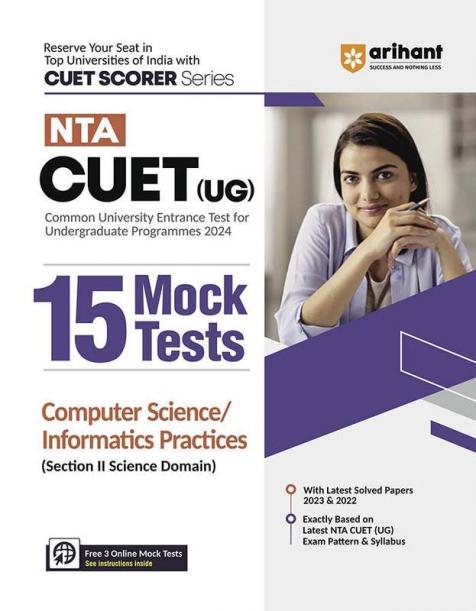 Reserve Your Seat in
Top Universities of India with
CUET SCORER Series
arihant
SUCCESS AND NOTHING LESS
NTA
CUET (UG)
Common University Entrance Test for
Undergraduate Programmes 2024
15 Mock
Tests
Computer Science/
Informatics Practices
(Section II Science Domain)
With Latest Solved Papers
2023 & 2022
Exactly Based on
Latest NTA CUET (UG)
Exam Pattern & Syllabus
Free 3 Online Mock Tests
See instructions inside